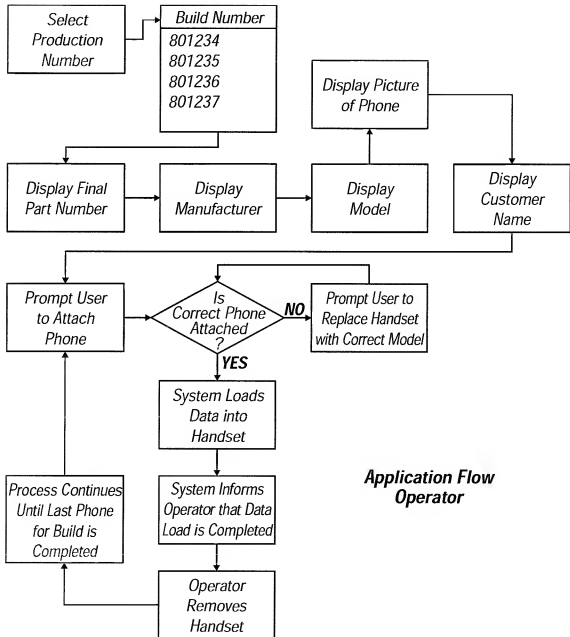 Select
Production
Number
Build Number
801234
801235
801236
801237
Display Final
Part Number
Display
Manufacturer
Display
Model
Display Picture
of Phone
Display
Customer
Name
Prompt User
to Attach
Phone
Is
Correct Phone
Attached
?
NO
Prompt User to
Replace Handset
with Correct Model
YES
System Loads
Data into
Handset
System Informs
Operator that Data
Load is Completed
Operator
Removes
Handset
Process Continues
Until Last Phone
for Build is
Completed
Application Flow
Operator